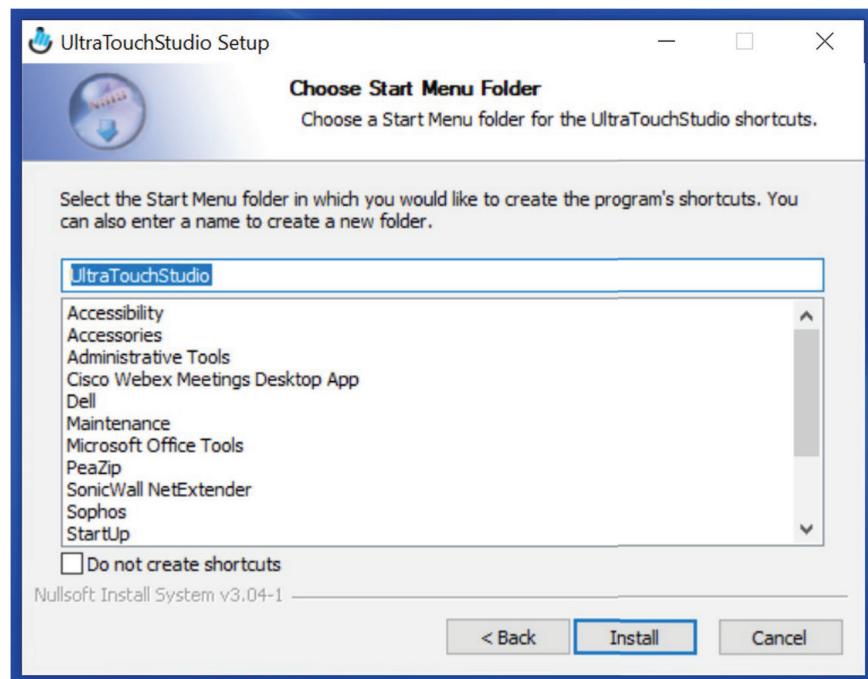 UltraTouchStudio Setup
Choose Start Menu Folder
Choose a Start Menu folder for the UltraTouchStudio shortcuts.
Select the Start Menu folder in which you would like to create the program's shortcuts. You
can also enter a name to create a new folder.
UltraTouchStudio
Accessibility
Accessories
Administrative Tools
Cisco Webex Meetings Desktop App
Dell
Maintenance
Microsoft Office Tools
PeaZip
SonicWall NetExtender
Sophos
StartUp
Do not create shortcuts
Nullsoft Install System v3.04-1
< Back
Install
Cancel